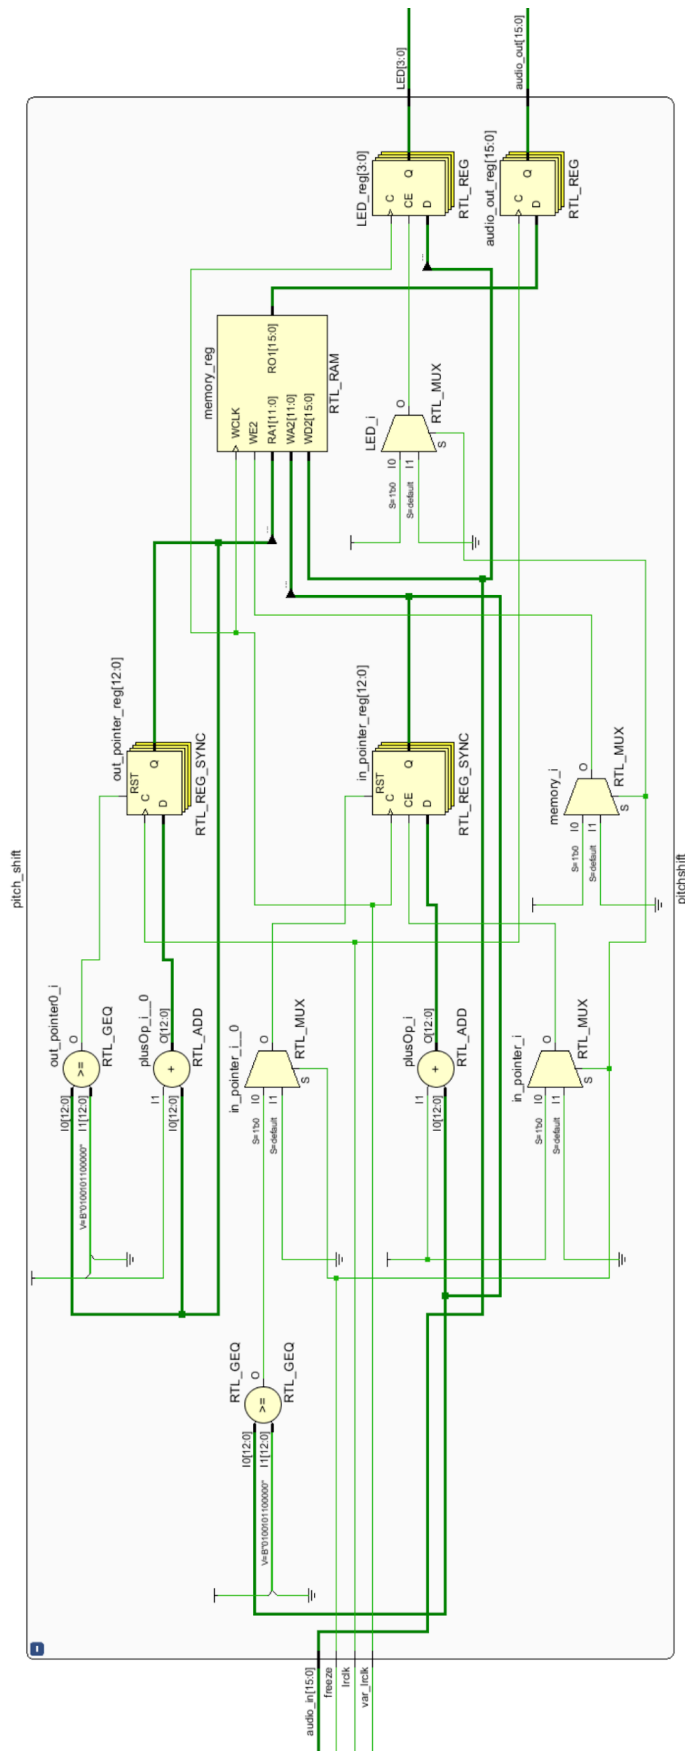 LED[3:0]
audio_out[15:0]
LED_reg[3:0]
C
CE
D
Q
RTL_REG
audio_out_reg[15:0]
C
D
Q
RTL_REG
memory_reg
WCLK
WE2
RA1[11:0]
WA2[11:0]
WD2[15:0]
RO1[15:0]
RTL_RAM
LED_i
S=1'b0
I0
S=default
I1
O
S
RTL_MUX
...
...
...
out_pointer_reg[12:0]
RST
C
D
Q
RTL_REG_SYNC
in_pointer_reg[12:0]
RST
C
CE
D
Q
RTL_REG_SYNC
memory_i
S=1'b0
I0
S=default
I1
O
S
RTL_MUX
pitch_shift
pitchshift
out_pointer0_i
I0[12:0]
I1[12:0]
V=B"0100101100000"
>=
O
RTL_GEQ
plusOp_i__0
I1
I0[12:0]
+
O[12:0]
RTL_ADD
in_pointer_i__0
S=1'b0
I0
S=default
I1
O
S
RTL_MUX
plusOp_i
I1
I0[12:0]
+
O[12:0]
RTL_ADD
in_pointer_i
S=1'b0
I0
S=default
I1
O
S
RTL_MUX
RTL_GEQ
I0[12:0]
I1[12:0]
V=B"0100101100000"
>=
O
RTL_GEQ
audio_in[15:0]
freeze
lrclk
var_lrclk